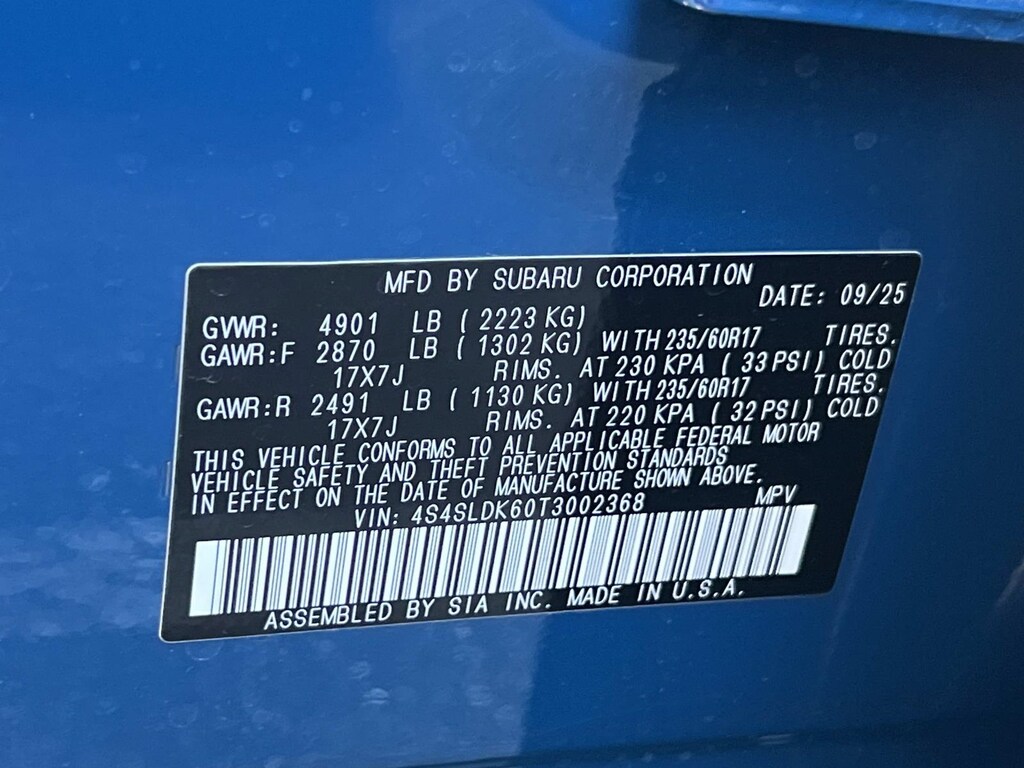 MFD BY SUBARU CORPORATION
DATE: 09/25
GVWR: 4901 LB ( 2223 KG)
GAWR:F 2870 LB ( 1302 KG) WITH 235/60R17 TIRES.
17X7J RIMS. AT 230 KPA ( 33 PSI) COLD
GAWR:R 2491 LB ( 1130 KG) WITH 235/60R17 TIRES.
17X7J RIMS. AT 220 KPA ( 32 PSI) COLD
THIS VEHICLE CONFORMS TO ALL APPLICABLE FEDERAL MOTOR
VEHICLE SAFETY AND THEFT PREVENTION STANDARDS
IN EFFECT ON THE DATE OF MANUFACTURE SHOWN ABOVE.
VIN: 4S4SLDK60T3002368 MPV
ASSEMBLED BY SIA INC. MADE IN U.S.A.